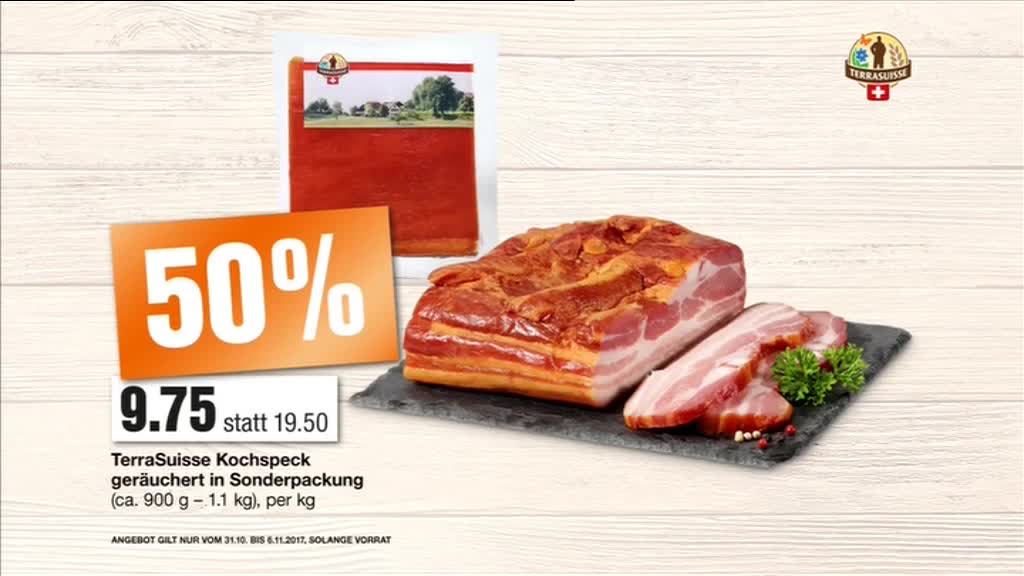 TERRASUISSE
TERRASUISSE
50%
9.75 statt 19.50
TerraSuisse Kochspeck
geräuchert in Sonderpackung
(ca. 900 g – 1.1 kg), per kg
ANGEBOT GILT NUR VOM 31.10. BIS 6.11.2017, SOLANGE VORRAT